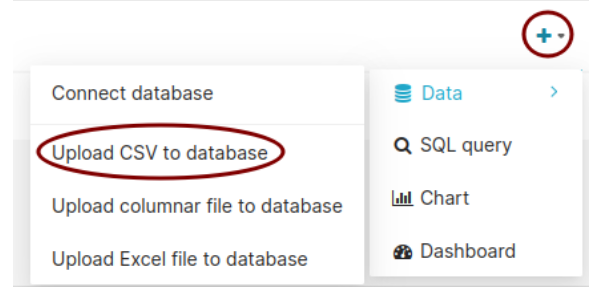 +
Connect database
Upload CSV to database
Upload columnar file to database
Upload Excel file to database
Data
SQL query
Chart
Dashboard